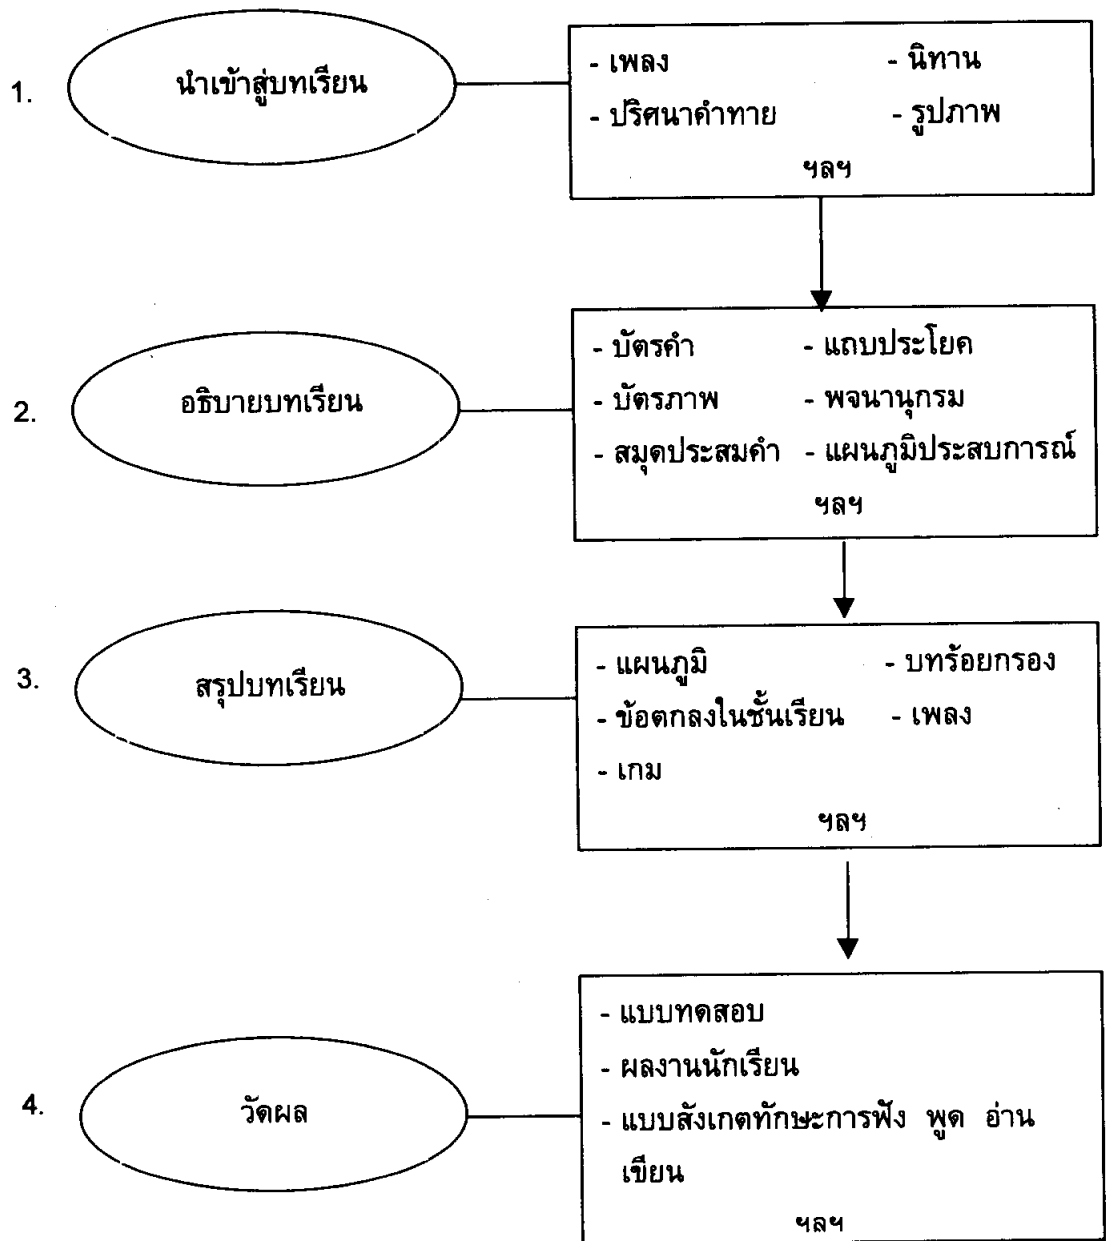 1. นำเข้าสู่บทเรียน
- เพลง - นิทาน
- ปริศนาคำทาย - รูปภาพ
ฯลฯ
2. อธิบายบทเรียน
- บัตรคำ - แถบประโยค
- บัตรภาพ - พจนานุกรม
- สมุดประสมคำ - แผนภูมิประสบการณ์
ฯลฯ
3. สรุปบทเรียน
- แผนภูมิ - บทร้อยกรอง
- ข้อตกลงในชั้นเรียน - เพลง
- เกม
ฯลฯ
4. วัดผล
- แบบทดสอบ
- ผลงานนักเรียน
- แบบสังเกตทักษะการฟัง พูด อ่าน
เขียน
ฯลฯ